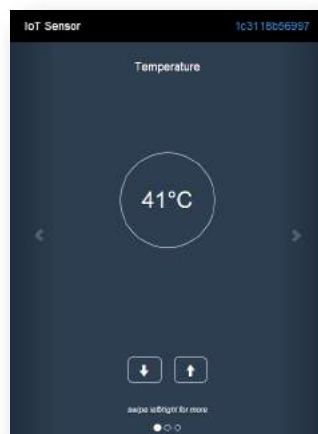 IoT Sensor 1c3118b56997
Temperature
41°C
swipe left/right for more